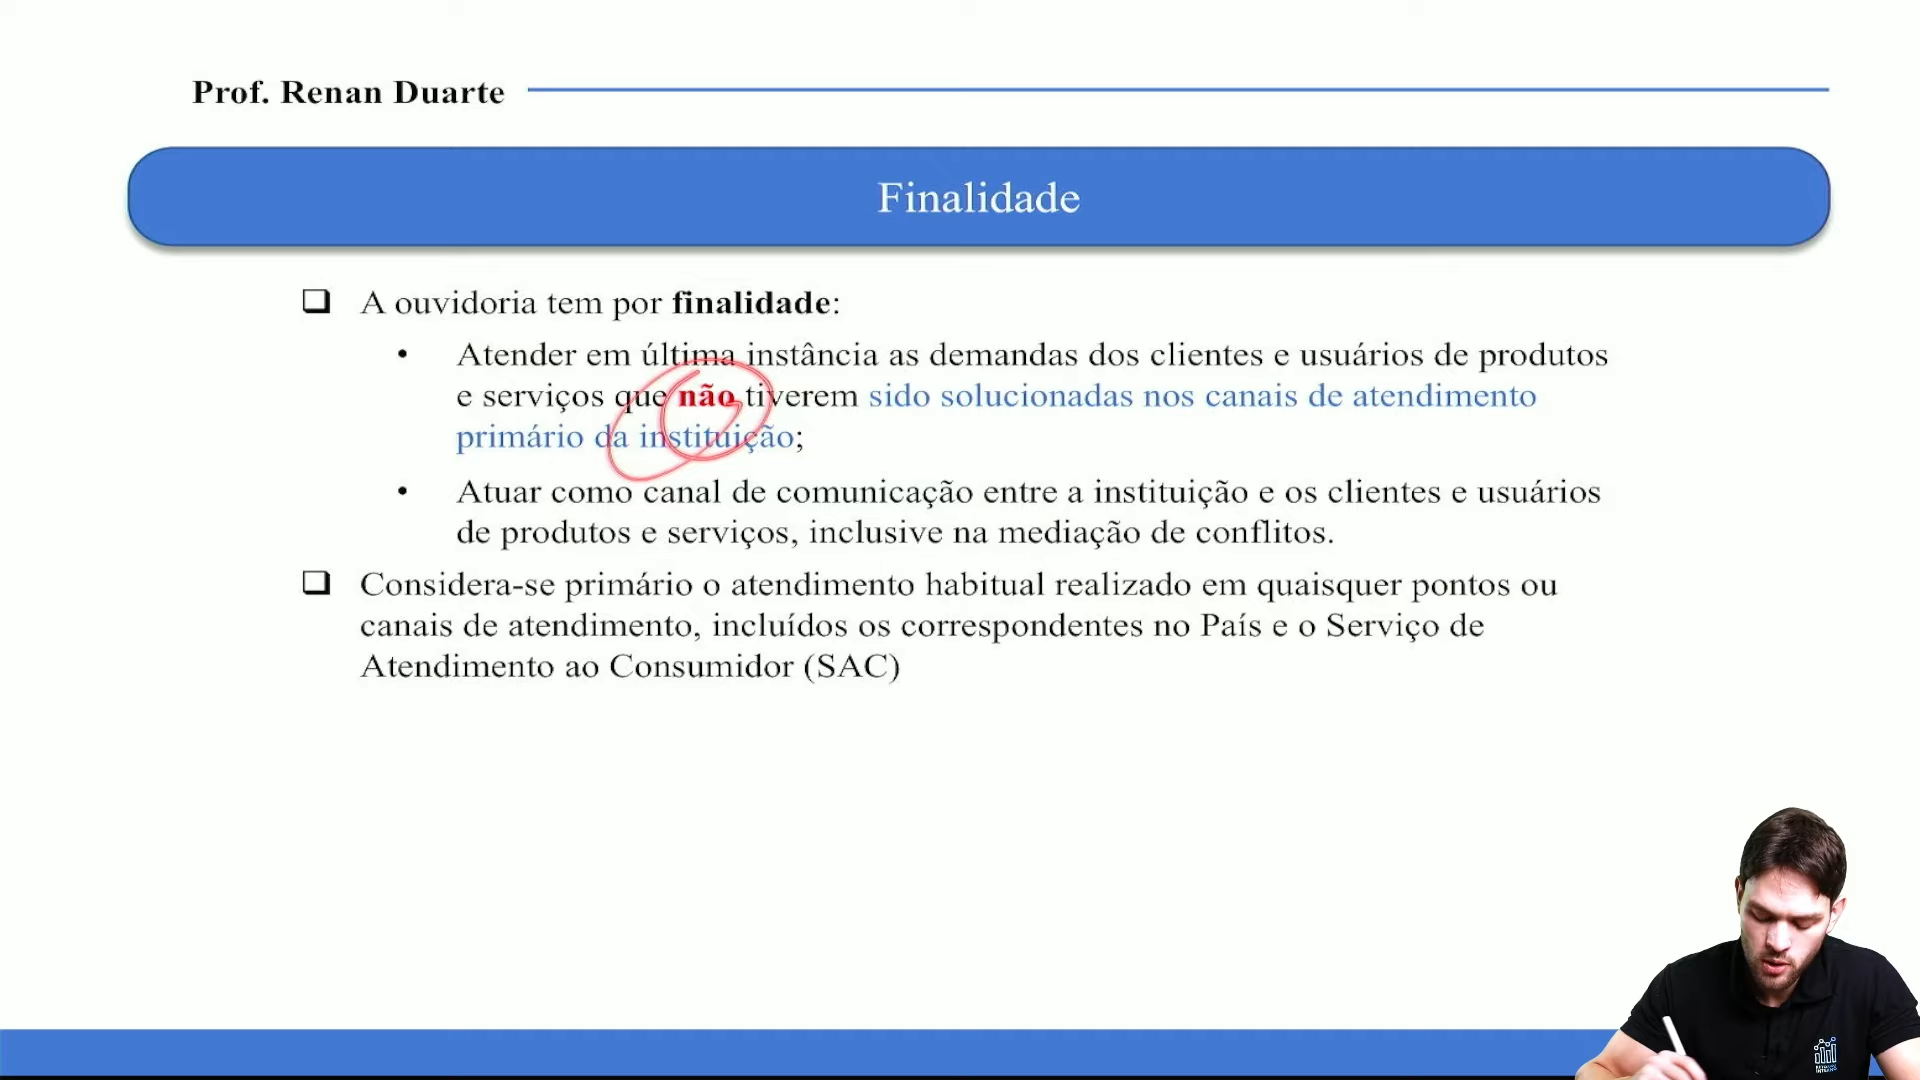 Prof. Renan Duarte
Finalidade
❑ A ouvidoria tem por finalidade:
• Atender em última instância as demandas dos clientes e usuários de produtos
e serviços que não tiverem sido solucionadas nos canais de atendimento
primário da instituição;
• Atuar como canal de comunicação entre a instituição e os clientes e usuários
de produtos e serviços, inclusive na mediação de conflitos.
❑ Considera-se primário o atendimento habitual realizado em quaisquer pontos ou
canais de atendimento, incluídos os correspondentes no País e o Serviço de
Atendimento ao Consumidor (SAC)